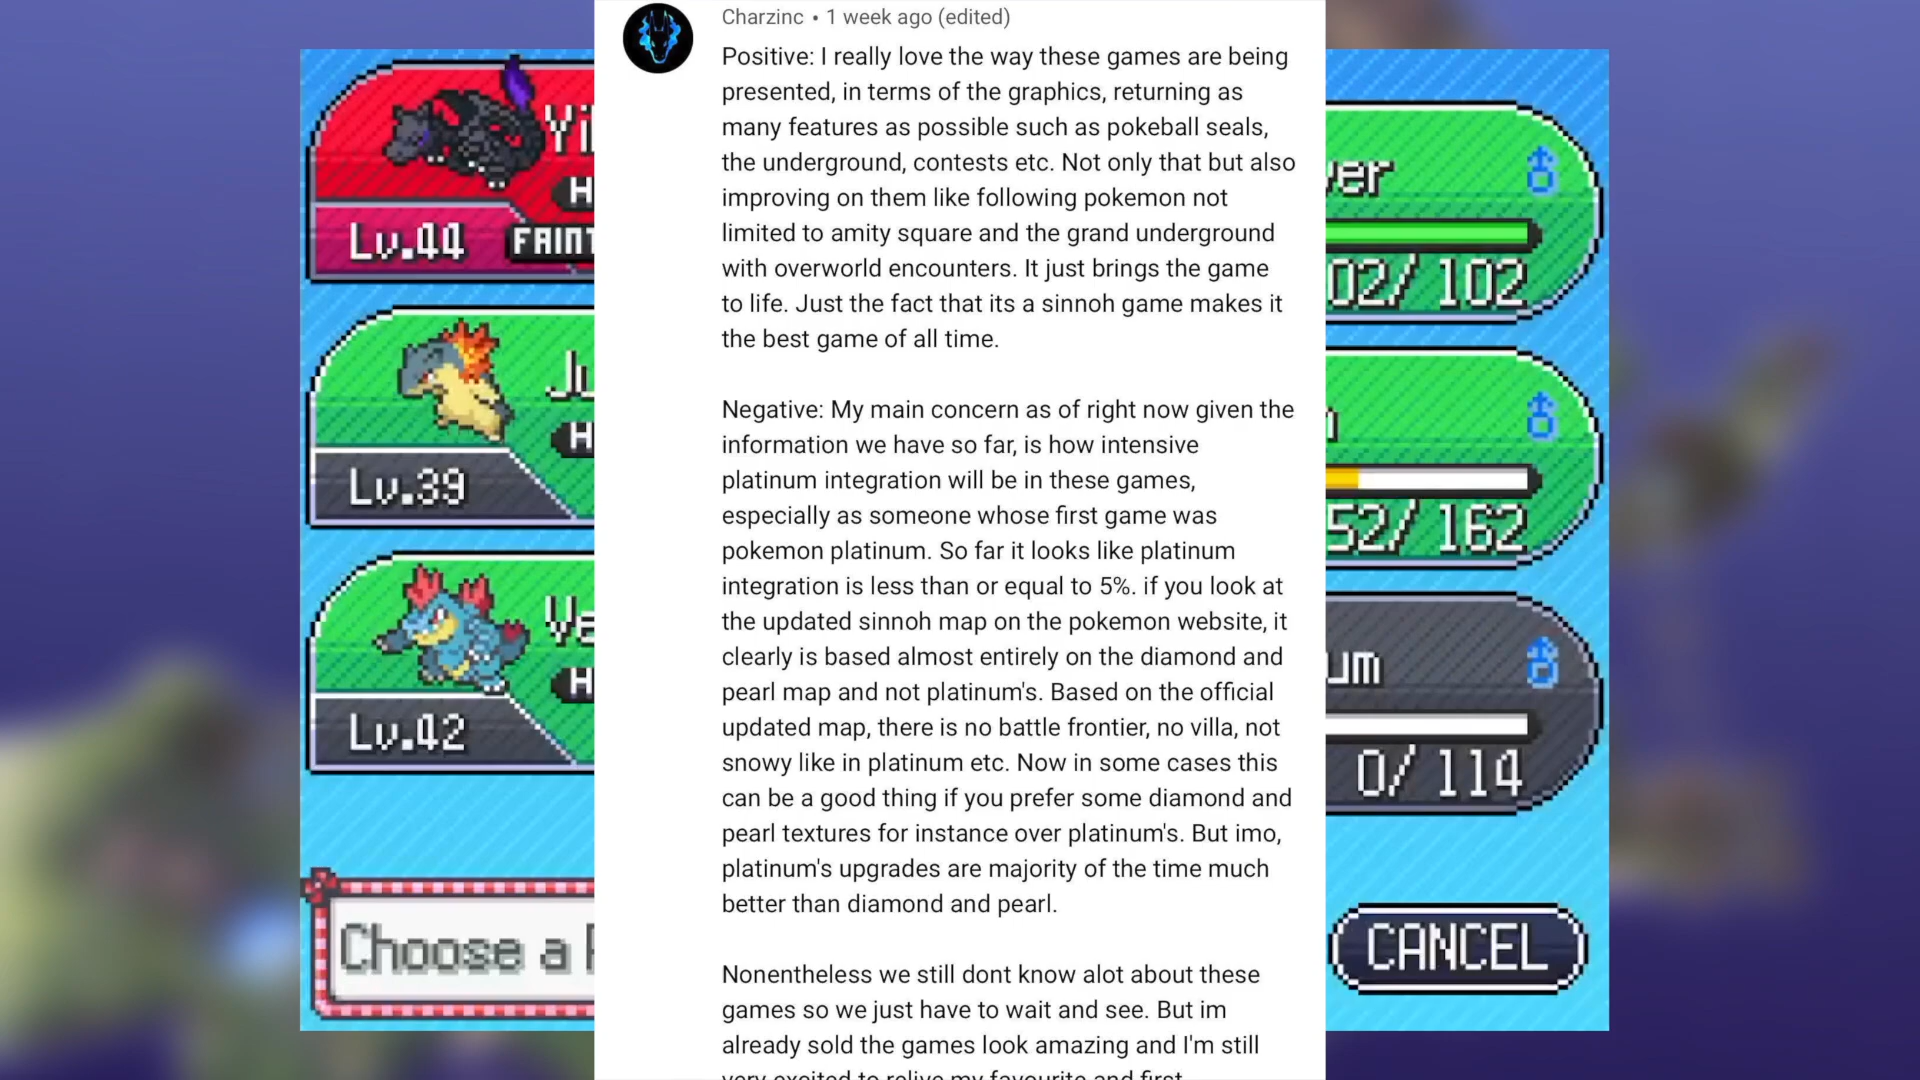 Charzinc • 1 week ago (edited)
Positive: I really love the way these games are being
presented, in terms of the graphics, returning as
many features as possible such as pokeball seals,
the underground, contests etc. Not only that but also
improving on them like following pokemon not
limited to amity square and the grand underground
with overworld encounters. It just brings the game
to life. Just the fact that its a sinnoh game makes it
the best game of all time.
Negative: My main concern as of right now given the
information we have so far, is how intensive
platinum integration will be in these games,
especially as someone whose first game was
pokemon platinum. So far it looks like platinum
integration is less than or equal to 5%. if you look at
the updated sinnoh map on the pokemon website, it
clearly is based almost entirely on the diamond and
pearl map and not platinum's. Based on the official
updated map, there is no battle frontier, no villa, not
snowy like in platinum etc. Now in some cases this
can be a good thing if you prefer some diamond and
pearl textures for instance over platinum's. But imo,
platinum's upgrades are majority of the time much
better than diamond and pearl.
Nonentheless we still dont know alot about these
games so we just have to wait and see. But im
already sold the games look amazing and I'm still
very excited to relive my favourite and first
Lv.44
FAINT
Lv.39
Lv.42
Choose a
ver
02/ 102
52/ 162
um
0/ 114
CANCEL